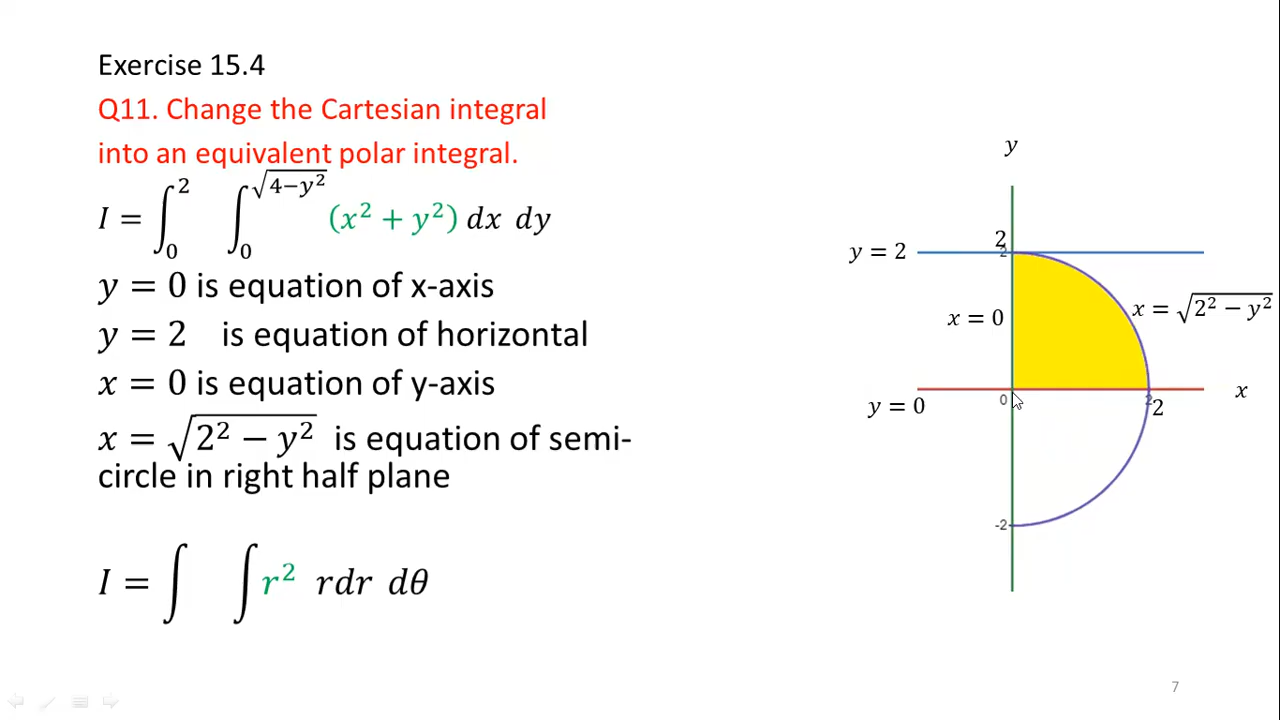 Exercise 15.4
Q11. Change the Cartesian integral
into an equivalent polar integral.
I = ∫₀² ∫₀^√(4−y²) (x² + y²) dx dy
y = 0 is equation of x-axis
y = 2 is equation of horizontal
x = 0 is equation of y-axis
x = √(2² − y²) is equation of semi-
circle in right half plane
I = ∫ ∫ r² rdr dθ
y
2
2
y = 2
x = √(2² − y²)
x = 0
x
0
2
2
y = 0
-2
7